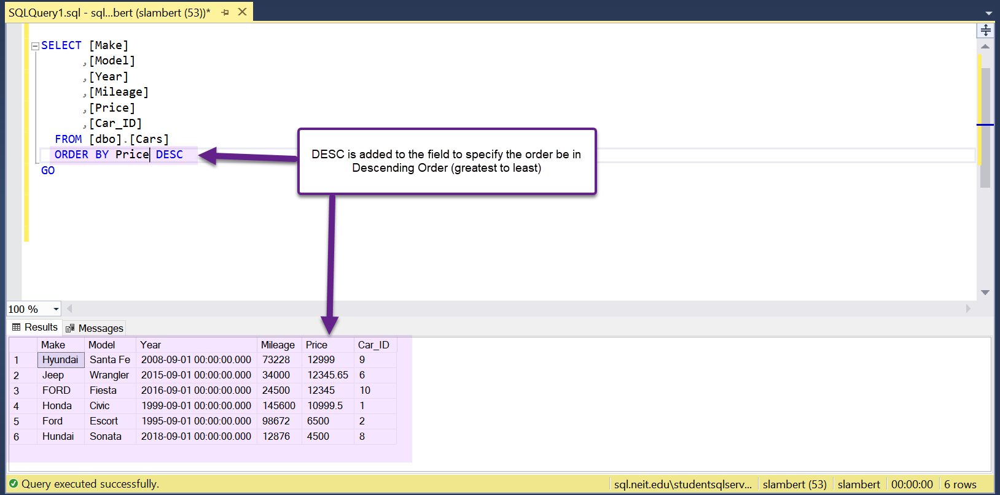 SQLQuery1.sql - sql...bert (slambert (53))*
SELECT [Make]
,[Model]
,[Year]
,[Mileage]
,[Price]
,[Car_ID]
FROM [dbo].[Cars]
ORDER BY Price DESC
GO
DESC is added to the field to specify the order be in
Descending Order (greatest to least)
100 %
Results Messages
Make Model Year Mileage Price Car_ID
1 Hyundai Santa Fe 2008-09-01 00:00:00.000 73228 12999 9
2 Jeep Wrangler 2015-09-01 00:00:00.000 34000 12345.65 6
3 FORD Fiesta 2016-09-01 00:00:00.000 24500 12345 10
4 Honda Civic 1999-09-01 00:00:00.000 145600 10999.5 1
5 Ford Escort 1995-09-01 00:00:00.000 98672 6500 2
6 Hundai Sonata 2018-09-01 00:00:00.000 12876 4500 8
Query executed successfully. sql.neit.edu\studentsqlserv... slambert (53) slambert 00:00:00 6 rows